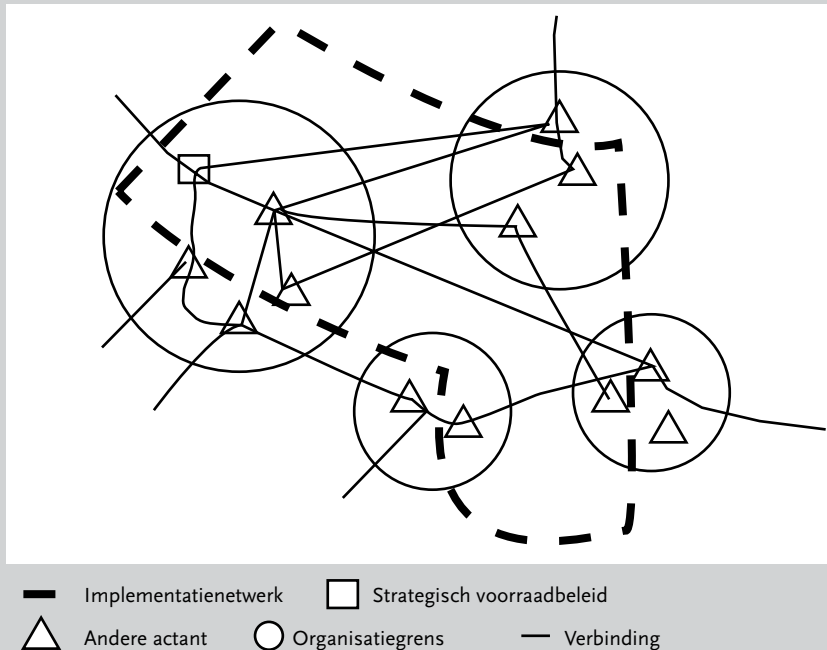 Implementatienetwerk Strategisch voorraadbeleid
Andere actant Organisatiegrens Verbinding